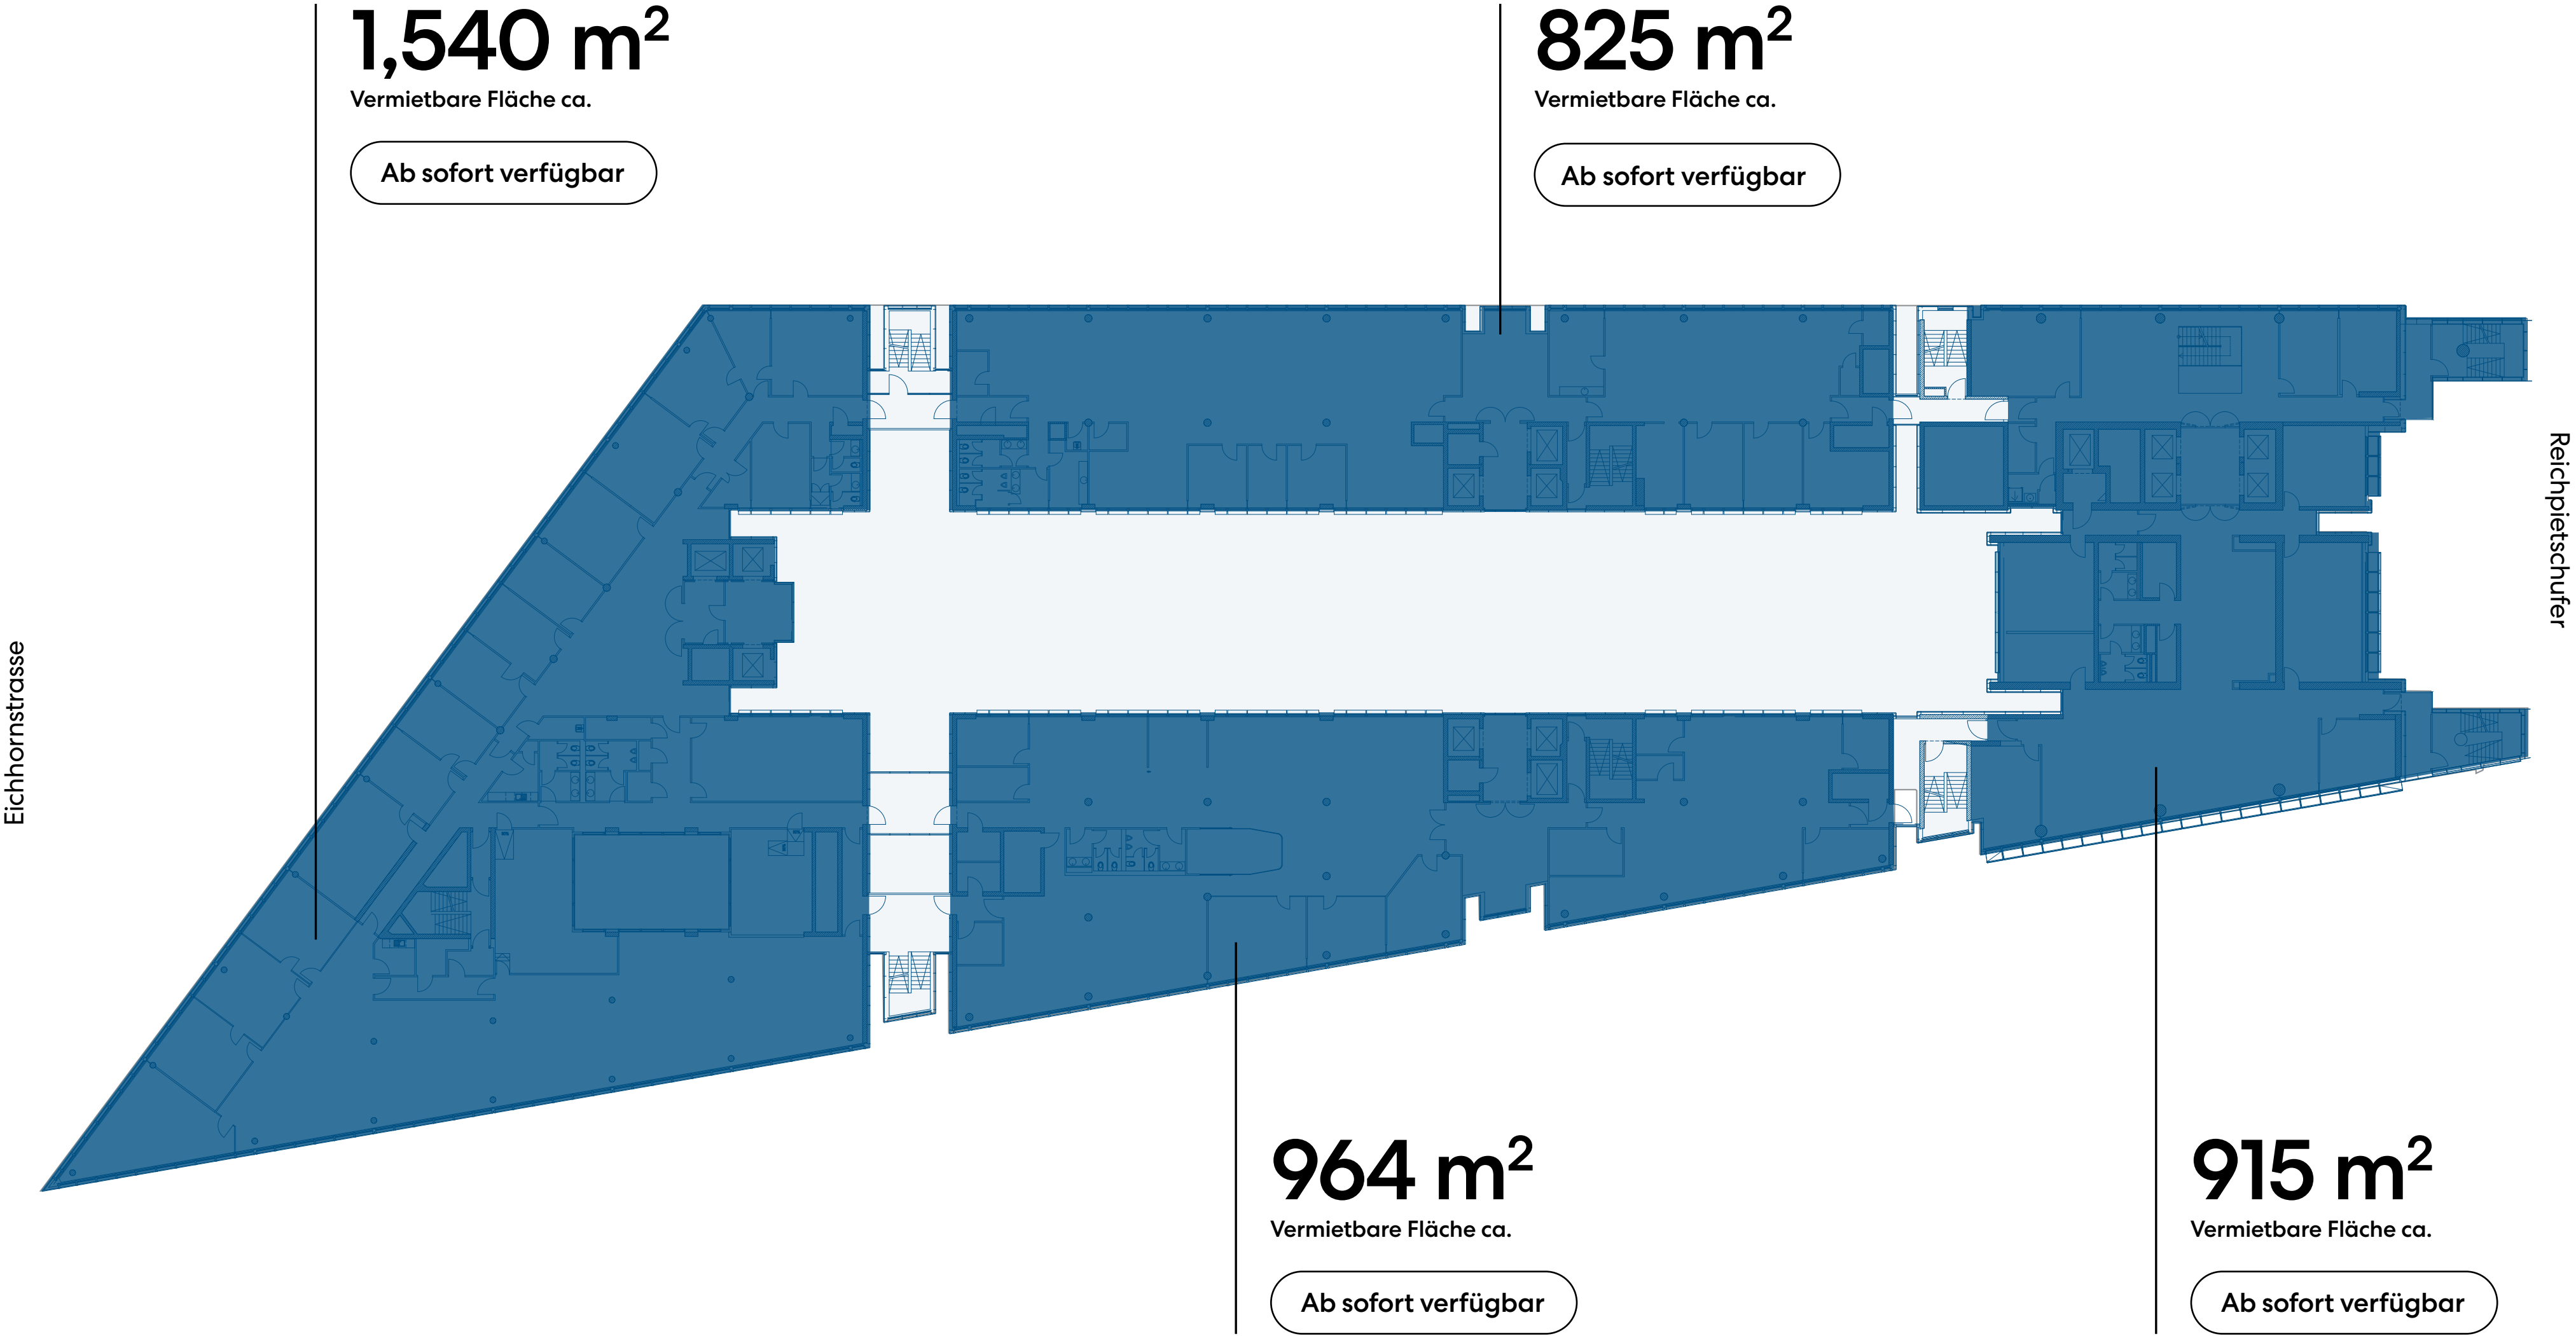 1,540 m²
Vermietbare Fläche ca.
Ab sofort verfügbar
825 m²
Vermietbare Fläche ca.
Ab sofort verfügbar
Eichhornstrasse
Reichpietschufer
964 m²
Vermietbare Fläche ca.
Ab sofort verfügbar
915 m²
Vermietbare Fläche ca.
Ab sofort verfügbar